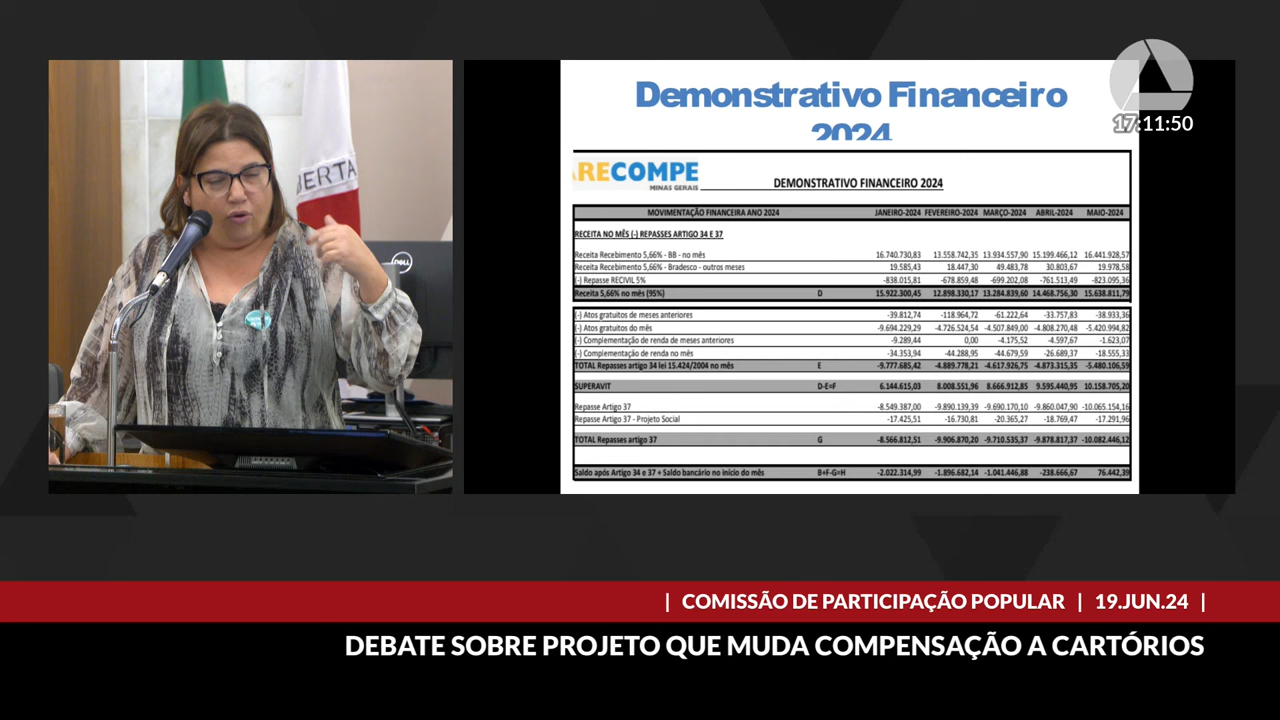 Demonstrativo Financeiro
2024
17:11:50
ARECOMPE
MINAS GERAIS
DEMONSTRATIVO FINANCEIRO 2024
MOVIMENTAÇÃO FINANCEIRA ANO 2024 JANEIRO-2024 FEVEREIRO-2024 MARÇO-2024 ABRIL-2024 MAIO-2024
RECEITA NO MÊS (-) REPASSES ARTIGO 34 E 37
Receita Recebimento 5,66% - BB - no mês 16.740.730,83 13.558.742,35 13.934.557,90 15.199.466,12 16.441.928,57
Receita Recebimento 5,66% - Bradesco - outros meses 19.585,43 18.447,30 49.483,78 30.803,67 19.978,58
(-) Repasse RECIVIL 5% -838.015,81 -678.859,48 -699.202,08 -761.513,49 -823.095,36
Receita 5,66% no mês (95%) D 15.922.300,45 12.898.330,17 13.284.839,60 14.468.756,30 15.638.811,79
(-) Atos gratuitos de meses anteriores -39.812,74 -118.964,72 -61.222,64 -33.757,83 -38.933,36
(-) Atos gratuitos do mês -9.694.229,29 -4.726.524,54 -4.507.849,00 -4.808.270,48 -5.420.994,82
(-) Complementação de renda de meses anteriores -9.289,44 0,00 -4.175,52 -4.597,67 -1.623,07
(-) Complementação de renda no mês -34.353,94 -44.288,95 -44.679,59 -26.689,37 -18.555,33
TOTAL Repasses artigo 34 lei 15.424/2004 no mês E -9.777.685,42 -4.889.778,21 -4.617.926,75 -4.873.315,35 -5.480.106,59
SUPERAVIT D-E=F 6.144.615,03 8.008.551,96 8.666.912,85 9.595.440,95 10.158.705,20
Repasse Artigo 37 -8.549.387,00 -9.890.139,39 -9.690.170,10 -9.860.047,90 -10.065.154,16
Repasse Artigo 37 - Projeto Social -17.425,51 -16.730,81 -20.365,27 -18.769,47 -17.291,96
TOTAL Repasses artigo 37 G -8.566.812,51 -9.906.870,20 -9.710.535,37 -9.878.817,37 -10.082.446,12
Saldo após Artigo 34 e 37 + Saldo bancário no início do mês B+F-G=H -2.022.314,99 -1.896.682,14 -1.041.446,88 -238.666,67 76.442,39
BERTA
DELL
| COMISSÃO DE PARTICIPAÇÃO POPULAR | 19.JUN.24 |
DEBATE SOBRE PROJETO QUE MUDA COMPENSAÇÃO A CARTÓRIOS